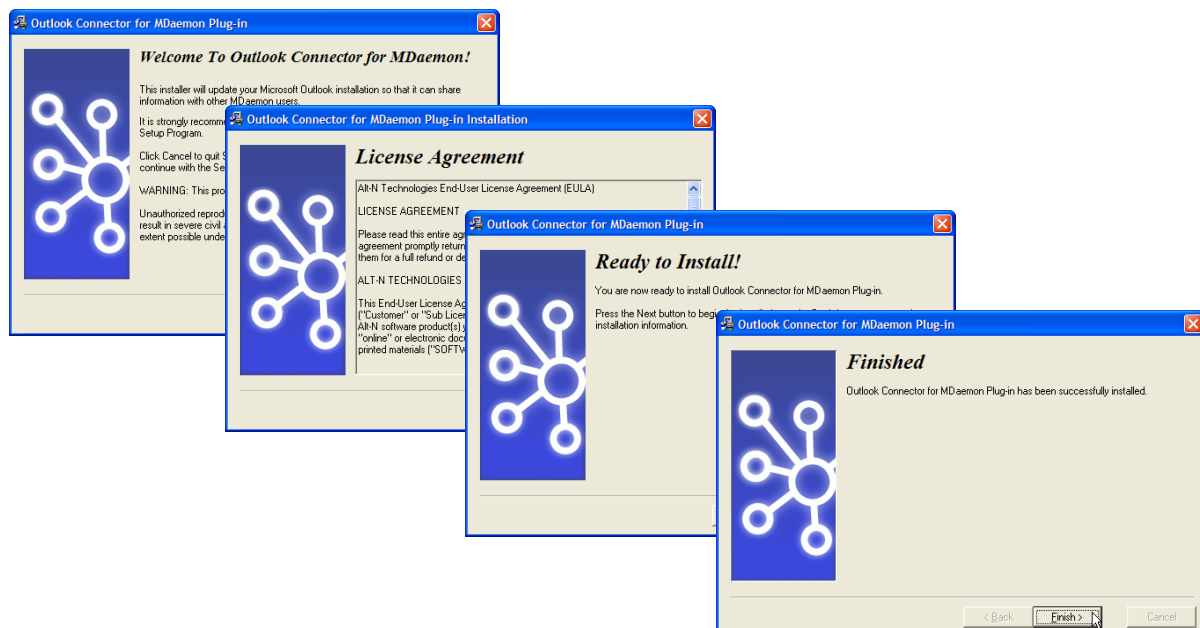 Outlook Connector for MDaemon Plug-in
Welcome To Outlook Connector for MDaemon!
This installer will update your Microsoft Outlook installation so that it can share
information with other MDaemon users.
It is strongly recomm
Setup Program.
Click Cancel to quit
continue with the Se
WARNING: This pro
Unauthorized reprod
result in severe civil
extent possible unde
Outlook Connector for MDaemon Plug-in Installation
License Agreement
Alt-N Technologies End-User License Agreement (EULA)
LICENSE AGREEMENT
Please read this entire agr
agreement promptly return
them for a full refund or de
ALT-N TECHNOLOGIES
This End-User License Ag
("Customer" or "Sub Licen
Alt-N software product(s)
"online" or electronic docu
printed materials ("SOFTW
Outlook Connector for MDaemon Plug-in
Ready to Install!
You are now ready to install Outlook Connector for MDaemon Plug-in.
Press the Next button to beg
installation information.
Outlook Connector for MDaemon Plug-in
Finished
Outlook Connector for MDaemon Plug-in has been successfully installed.
< Back
Finish >
Cancel